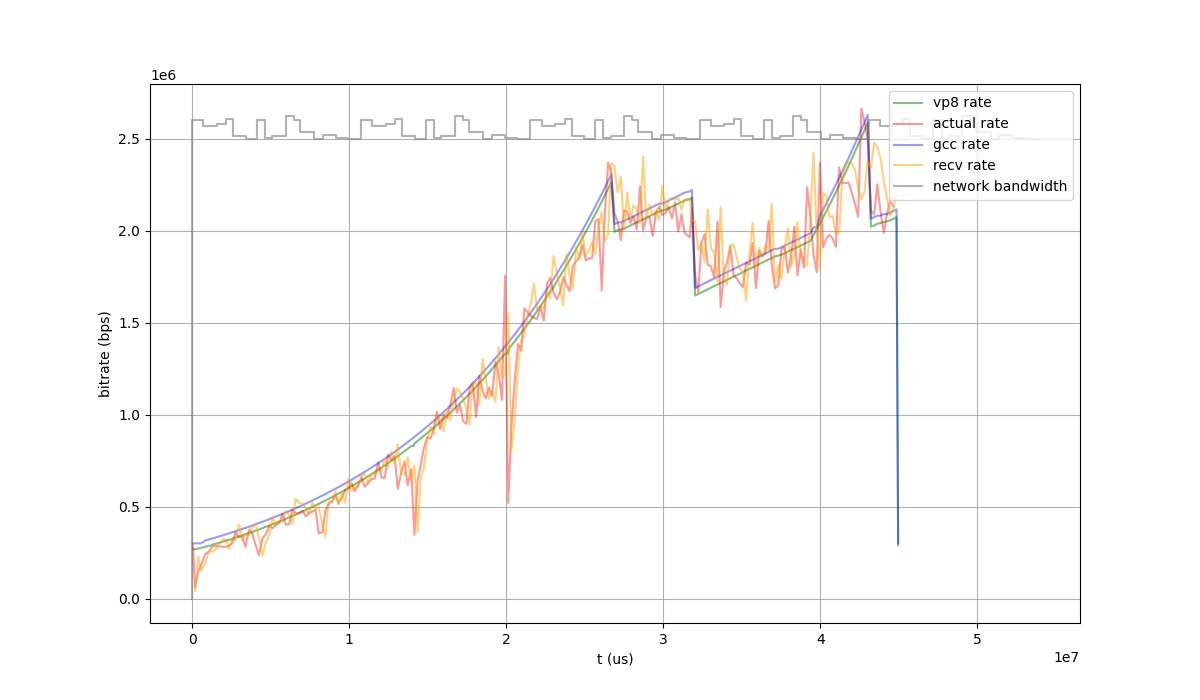 1e6
vp8 rate
actual rate
gcc rate
recv rate
network bandwidth
2.5
2.0
1.5
1.0
0.5
0.0
bitrate (bps)
0 1 2 3 4 5
t (us)
1e7